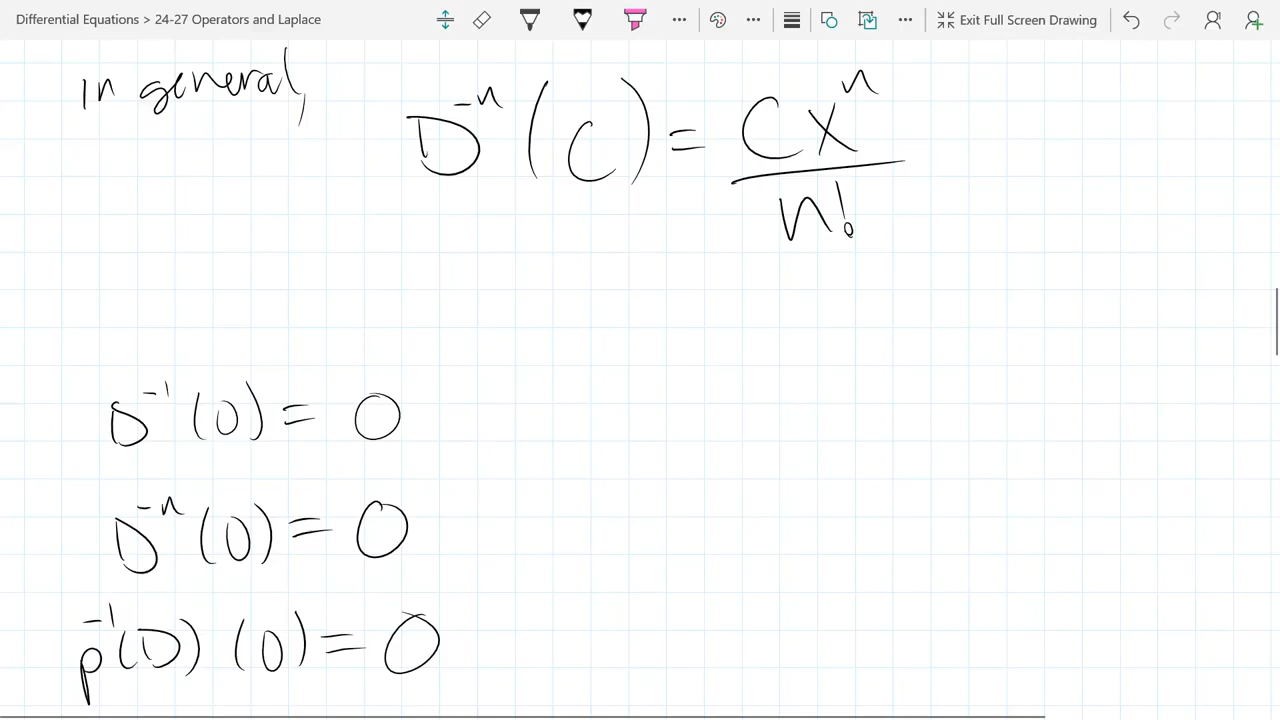 Differential Equations > 24-27 Operators and Laplace
Exit Full Screen Drawing
in general,
D⁻ⁿ(C) = Cxⁿ/n!
D⁻¹(0) = 0
D⁻ⁿ(0) = 0
p⁻¹(D)(0) = 0